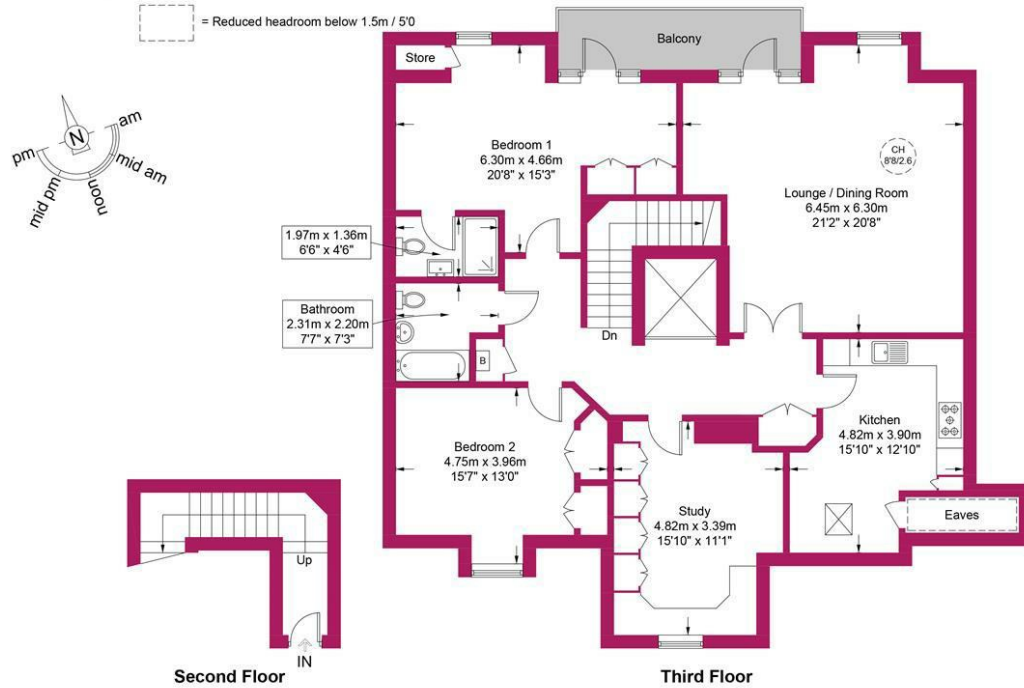 = Reduced headroom below 1.5m / 5'0
Balcony
Store
N
am
mid am
noon
mid pm
pm
Bedroom 1
6.30m x 4.66m
20'8" x 15'3"
CH
8'8/2.6
Lounge / Dining Room
6.45m x 6.30m
21'2" x 20'8"
1.97m x 1.36m
6'6" x 4'6"
Bathroom
2.31m x 2.20m
7'7" x 7'3"
Dn
B
Kitchen
4.82m x 3.90m
15'10" x 12'10"
Bedroom 2
4.75m x 3.96m
15'7" x 13'0"
Study
4.82m x 3.39m
15'10" x 11'1"
Eaves
Up
IN
Second Floor
Third Floor